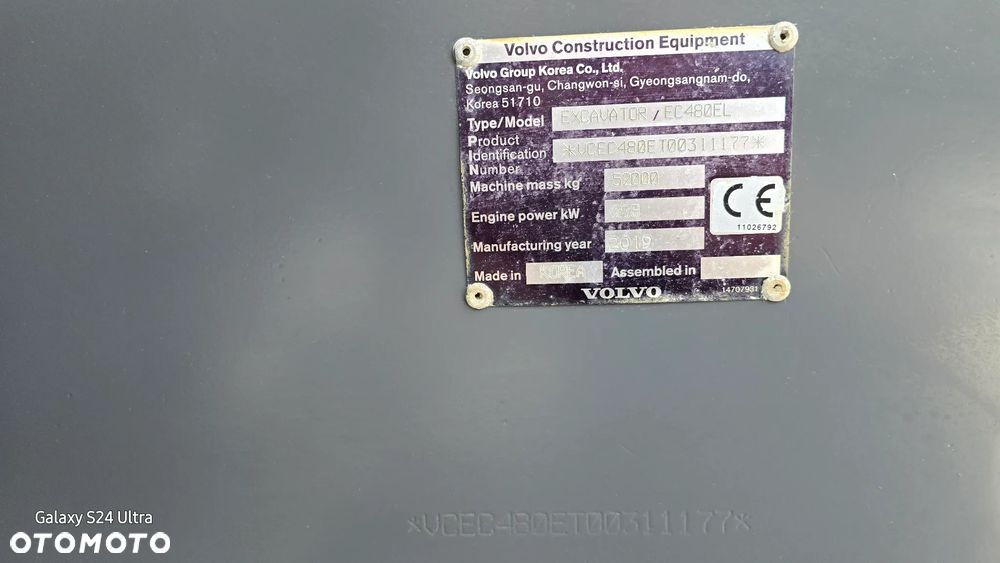 Volvo Construction Equipment
Volvo Group Korea Co., Ltd.
Seongsan-gu, Changwon-si, Gyeongsangnam-do,
Korea 51710
Type/Model EXCAVATOR / EC480EL
Product
Identification *VCEC480ET00311177*
Number
Machine mass kg 52000
Engine power kW
11026792
Manufacturing year 2019
Made in KOREA Assembled in
VOLVO 14707931
*VCEC480ET00311177*
Galaxy S24 Ultra
OTOMOTO